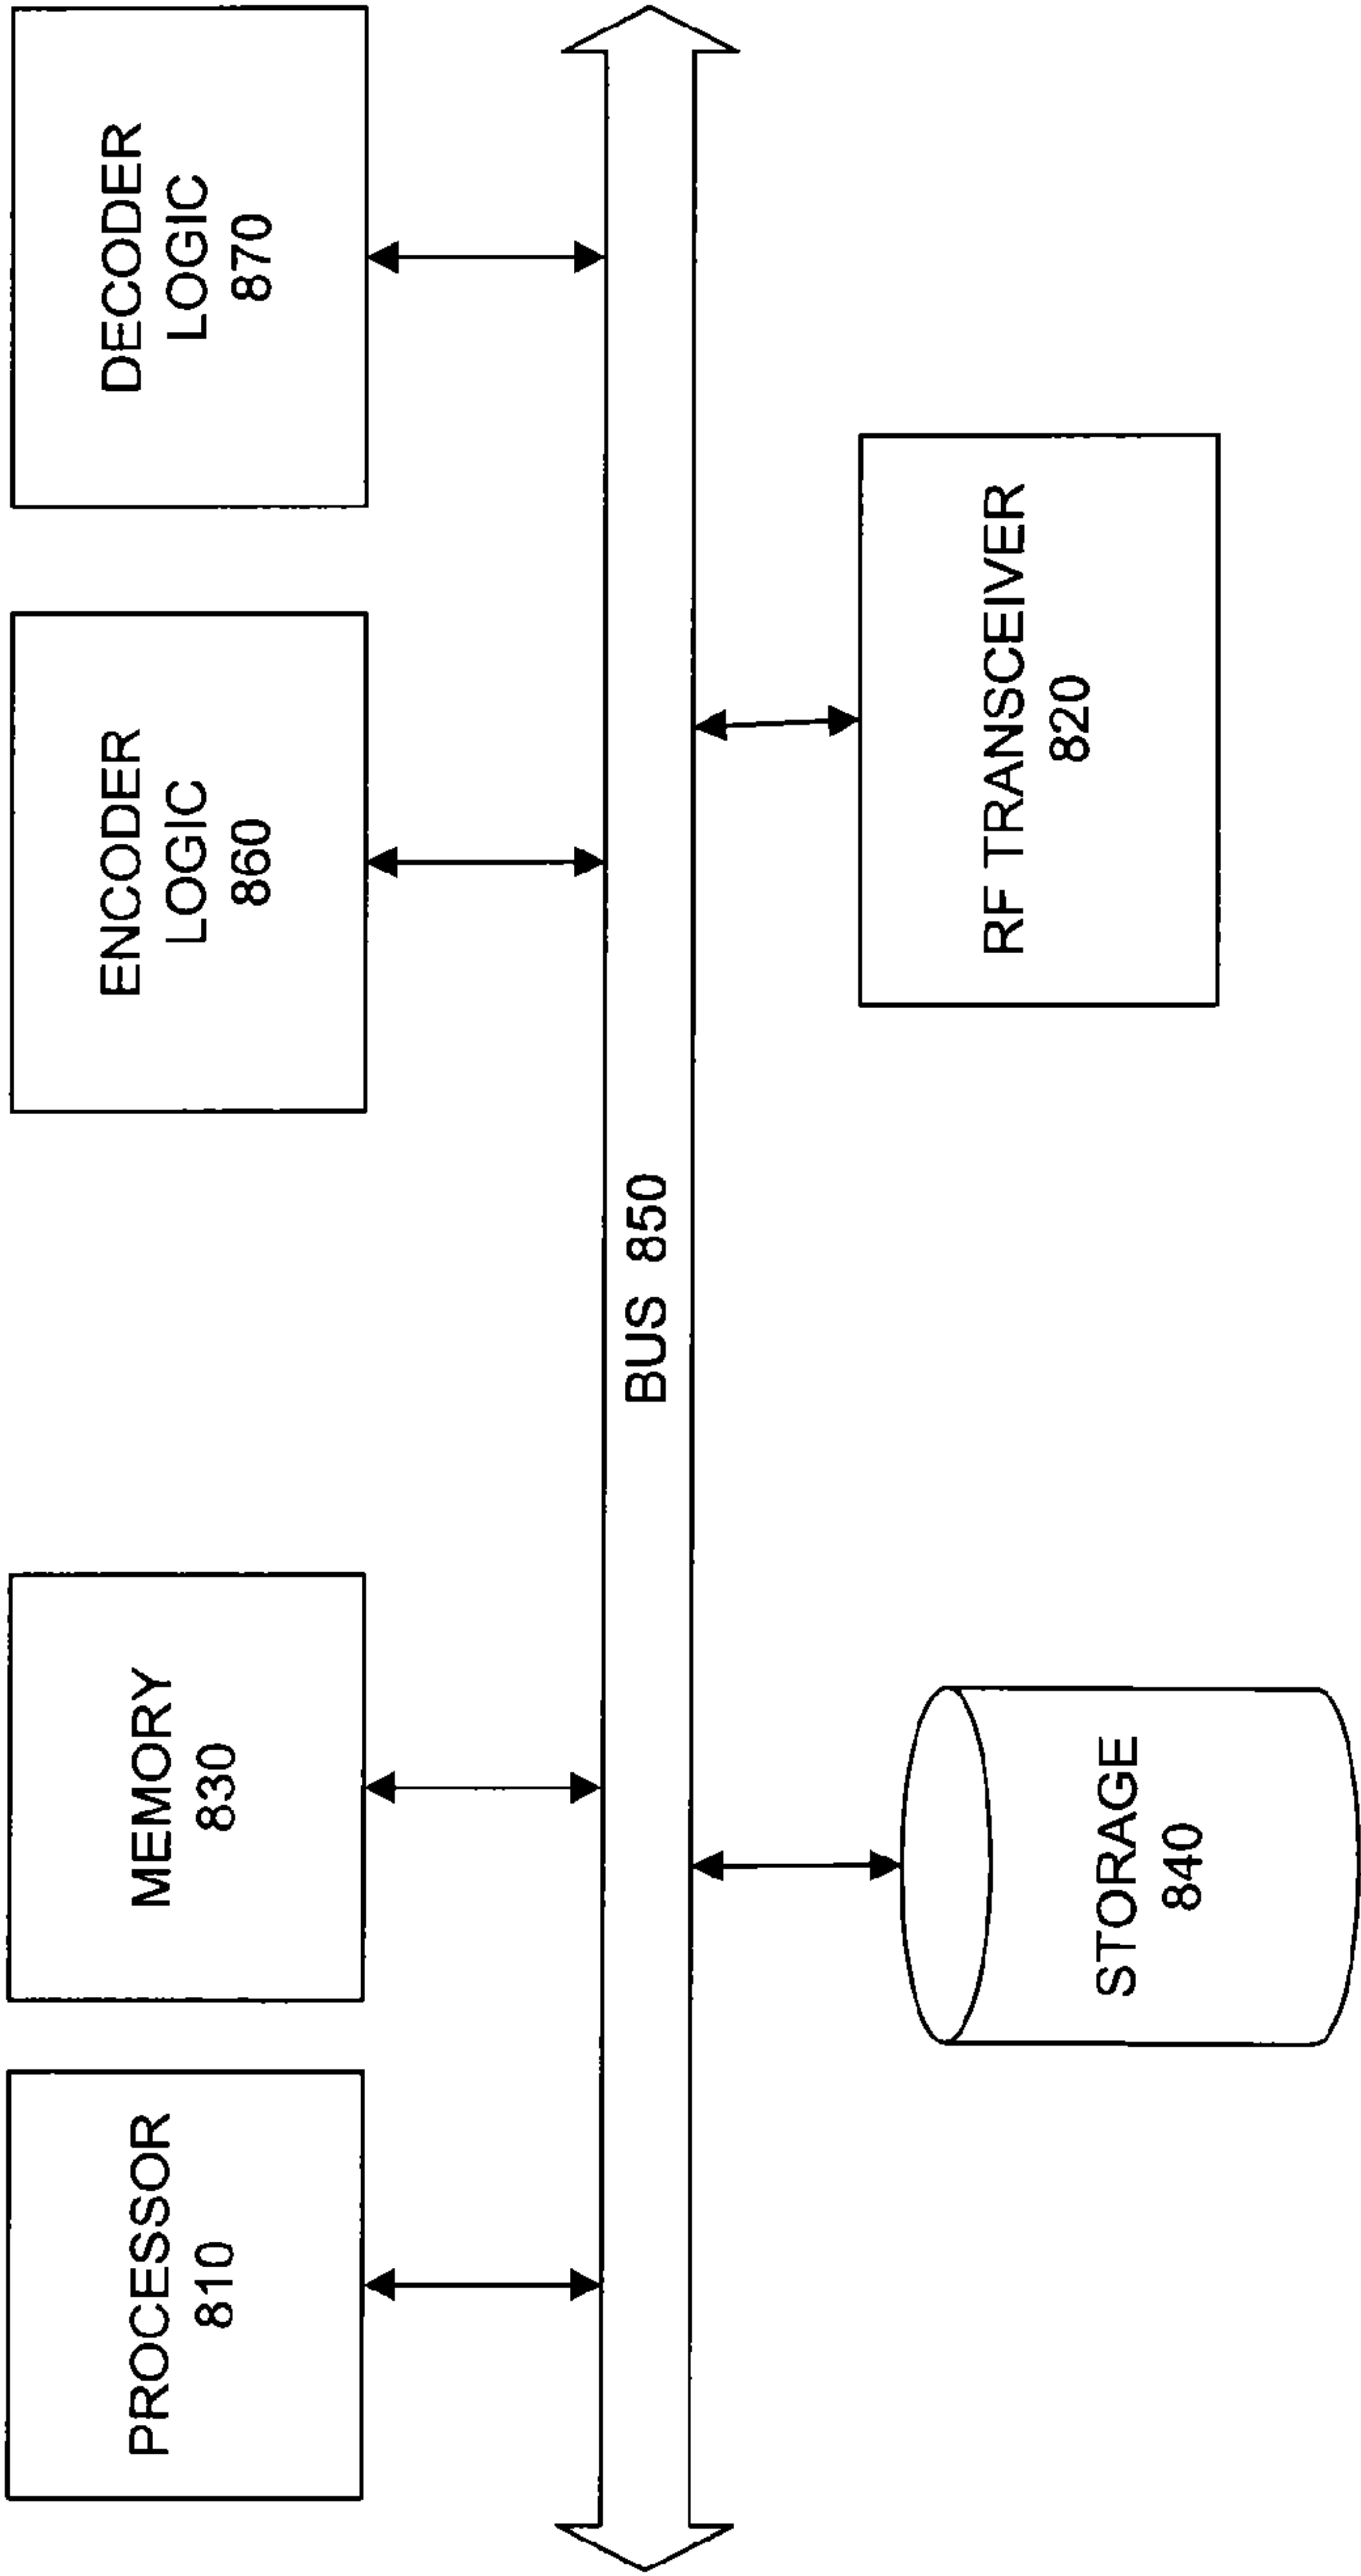 PROCESSOR
810
MEMORY
830
ENCODER
LOGIC
860
DECODER
LOGIC
870
BUS 850
STORAGE
840
RF TRANSCEIVER
820